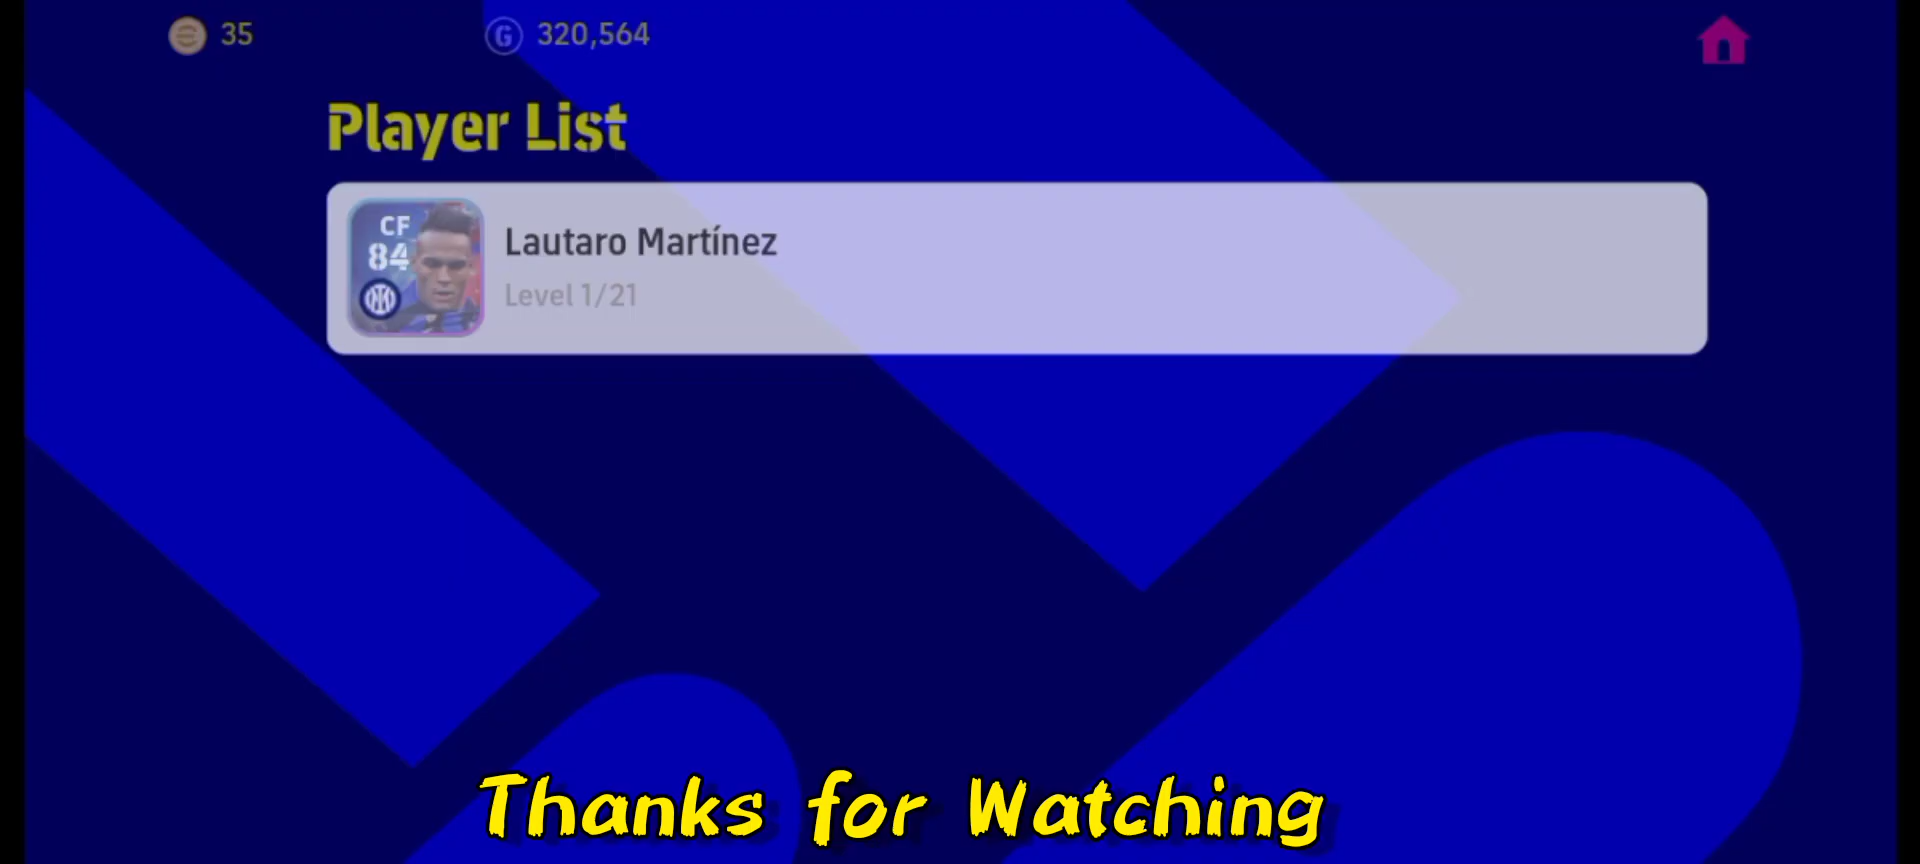 35 G 320,564
Player List
CF
84
Lautaro Martínez
Level 1/21
Thanks for Watching